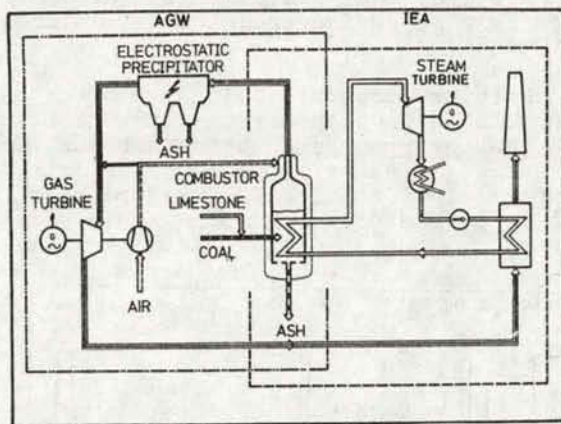 AGW
IEA
ELECTROSTATIC
PRECIPITATOR
STEAM
TURBINE
G
ASH
COMBUSTOR
GAS
TURBINE
LIMESTONE
G
COAL
AIR
ASH